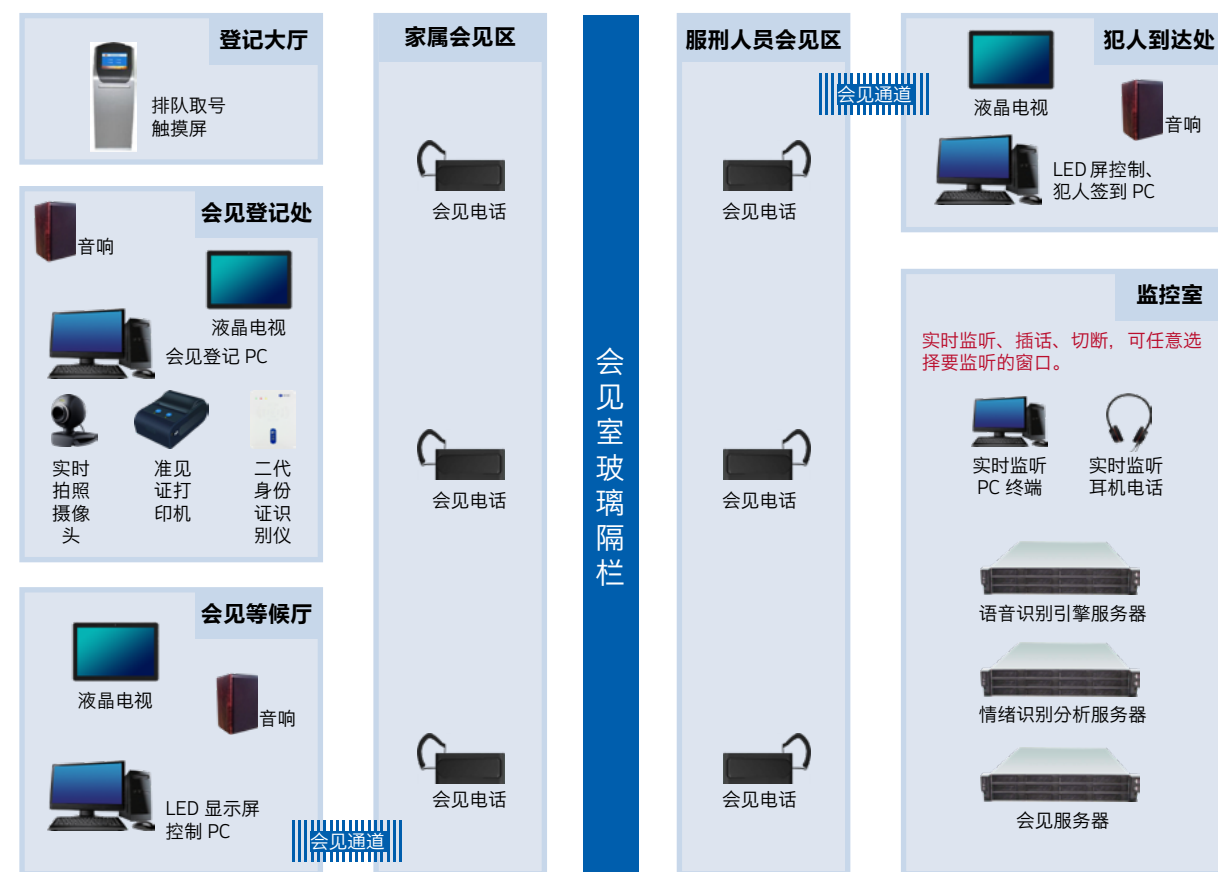 登记大厅
排队取号
触摸屏
会见登记处
音响
液晶电视
会见登记 PC
实时
拍照
摄像
头
准见
证打
印机
二代
身份
证识
别仪
会见等候厅
液晶电视
音响
LED 显示屏
控制 PC
会见通道
家属会见区
会见电话
会见电话
会见电话
会见室玻璃隔栏
服刑人员会见区
会见电话
会见电话
会见电话
会见通道
犯人到达处
液晶电视
音响
LED 屏控制、
犯人签到 PC
监控室
实时监听、插话、切断，可任意选
择要监听的窗口。
实时监听
PC 终端
实时监听
耳机电话
语音识别引擎服务器
情绪识别分析服务器
会见服务器